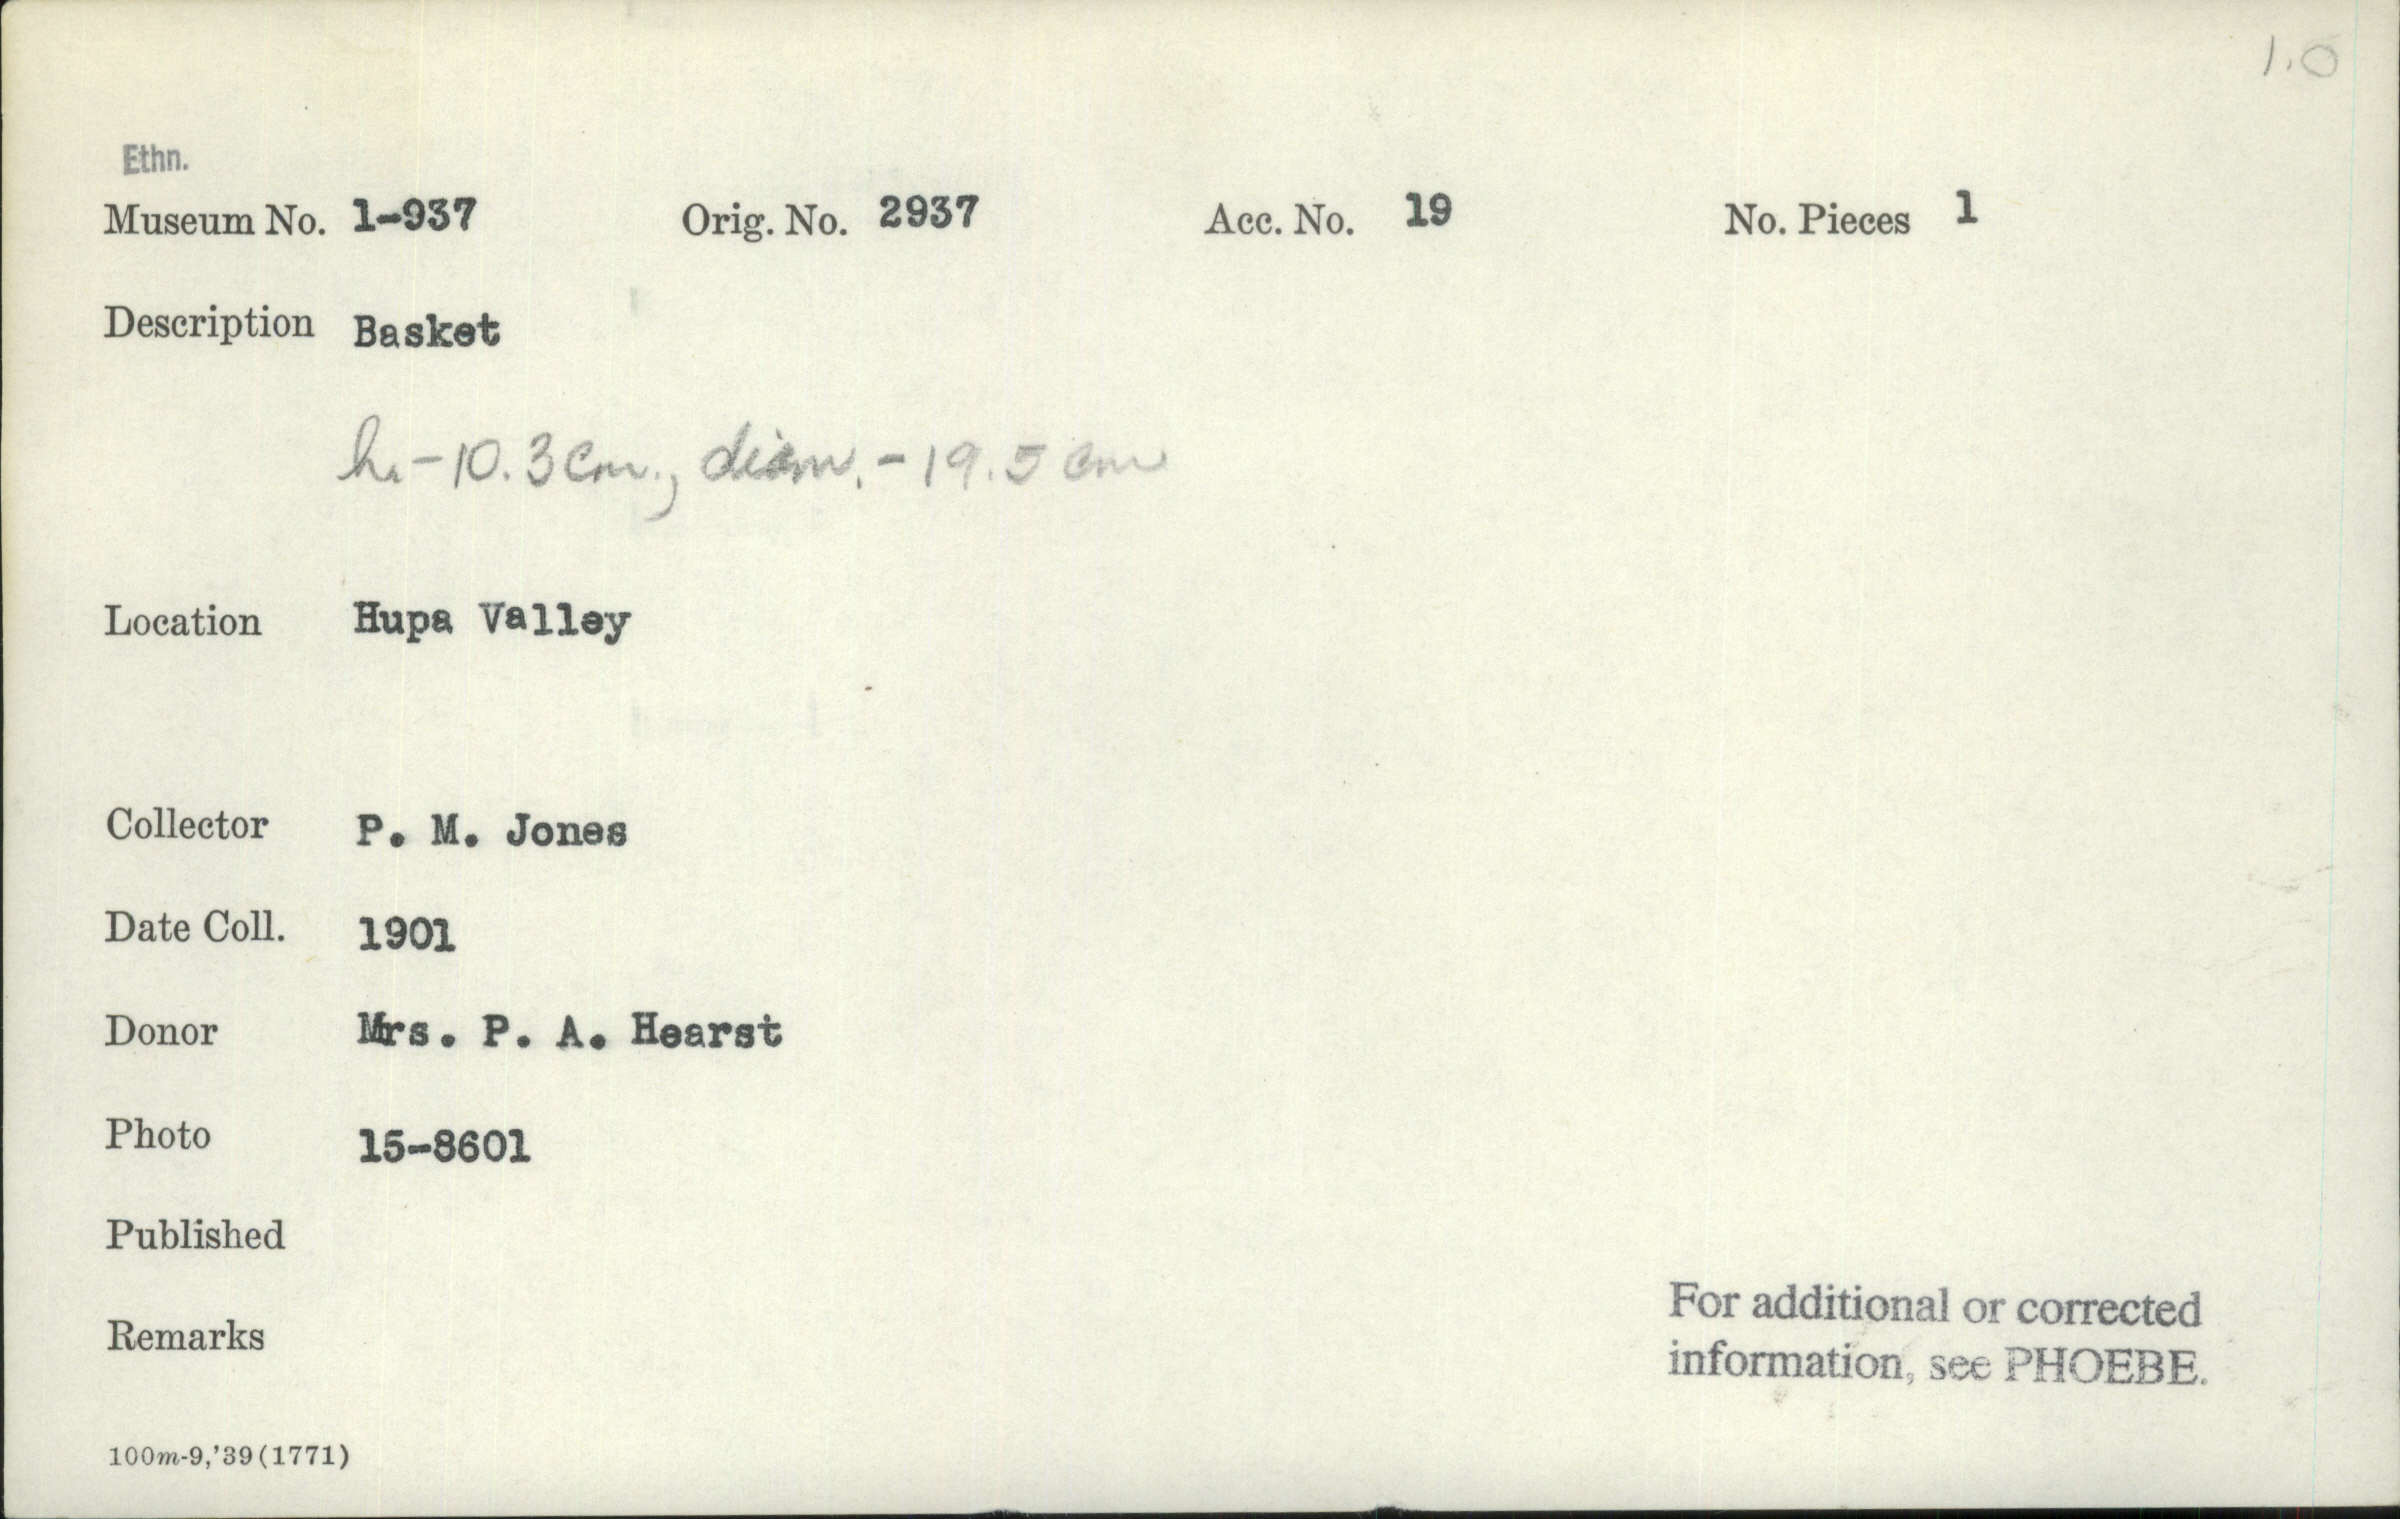 1.0
Ethn.
Museum No. 1-937 Orig. No. 2937 Acc. No. 19 No. Pieces 1
Description Basket
h.-10.3cm., diam.-19.5 cm
Location Hupa Valley
Collector P. M. Jones
Date Coll. 1901
Donor Mrs. P. A. Hearst
Photo 15-8601
Published
Remarks
For additional or corrected
information, see PHOEBE.
100m-9,'39(1771)